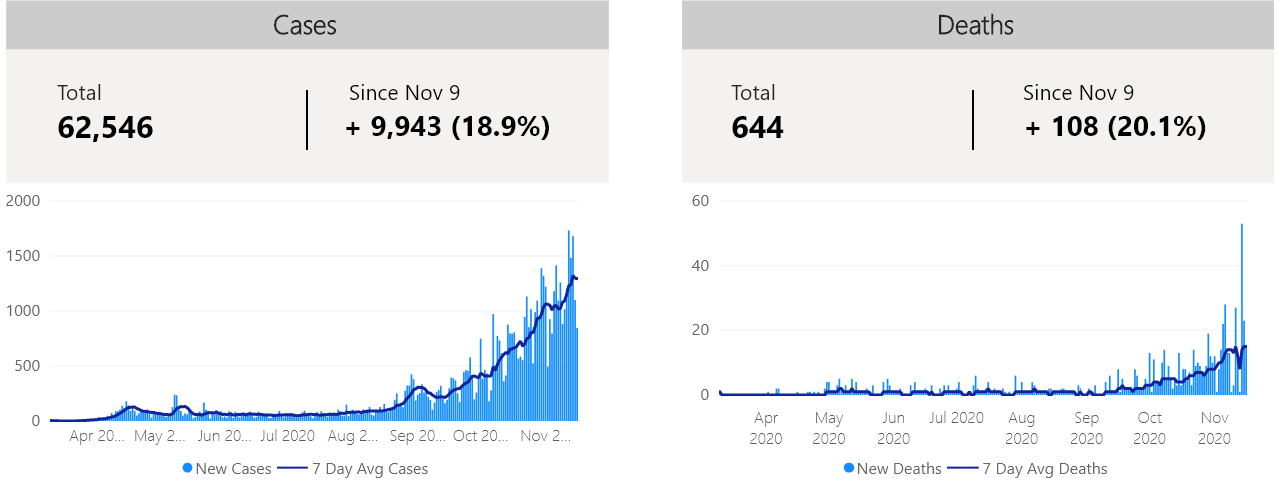 Cases
Total
62,546
Since Nov 9
+ 9,943 (18.9%)
2000
1500
1000
500
0
Apr 20... May 2... Jun 20... Jul 2020 Aug 2... Sep 20... Oct 20... Nov 2...
New Cases 7 Day Avg Cases
Deaths
Total
644
Since Nov 9
+ 108 (20.1%)
60
40
20
0
Apr 2020 May 2020 Jun 2020 Jul 2020 Aug 2020 Sep 2020 Oct 2020 Nov 2020
New Deaths 7 Day Avg Deaths